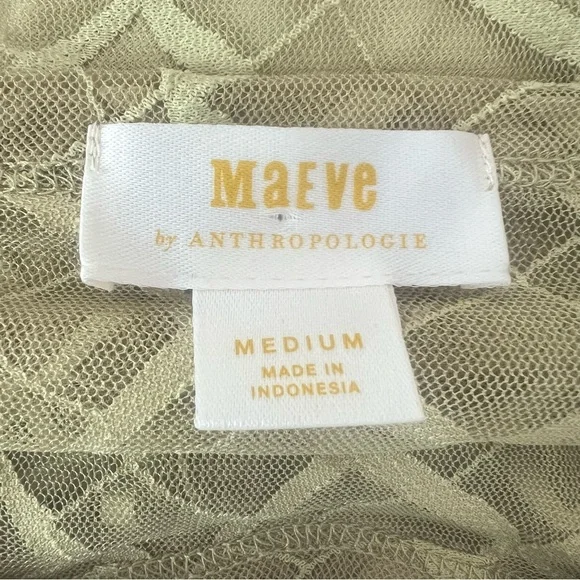 MaEve
by ANTHROPOLOGIE
MEDIUM
MADE IN
INDONESIA